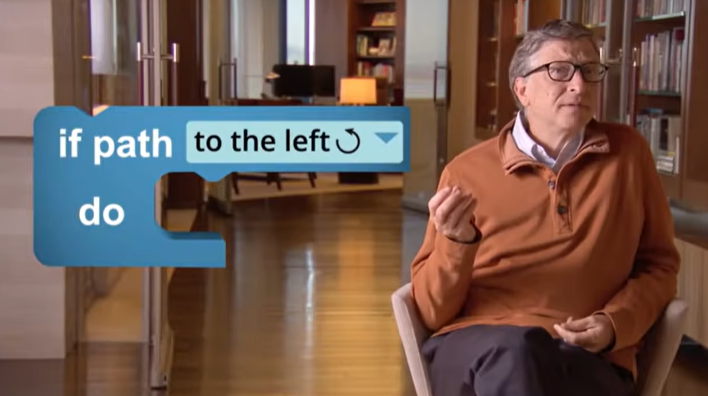 if path to the left
do